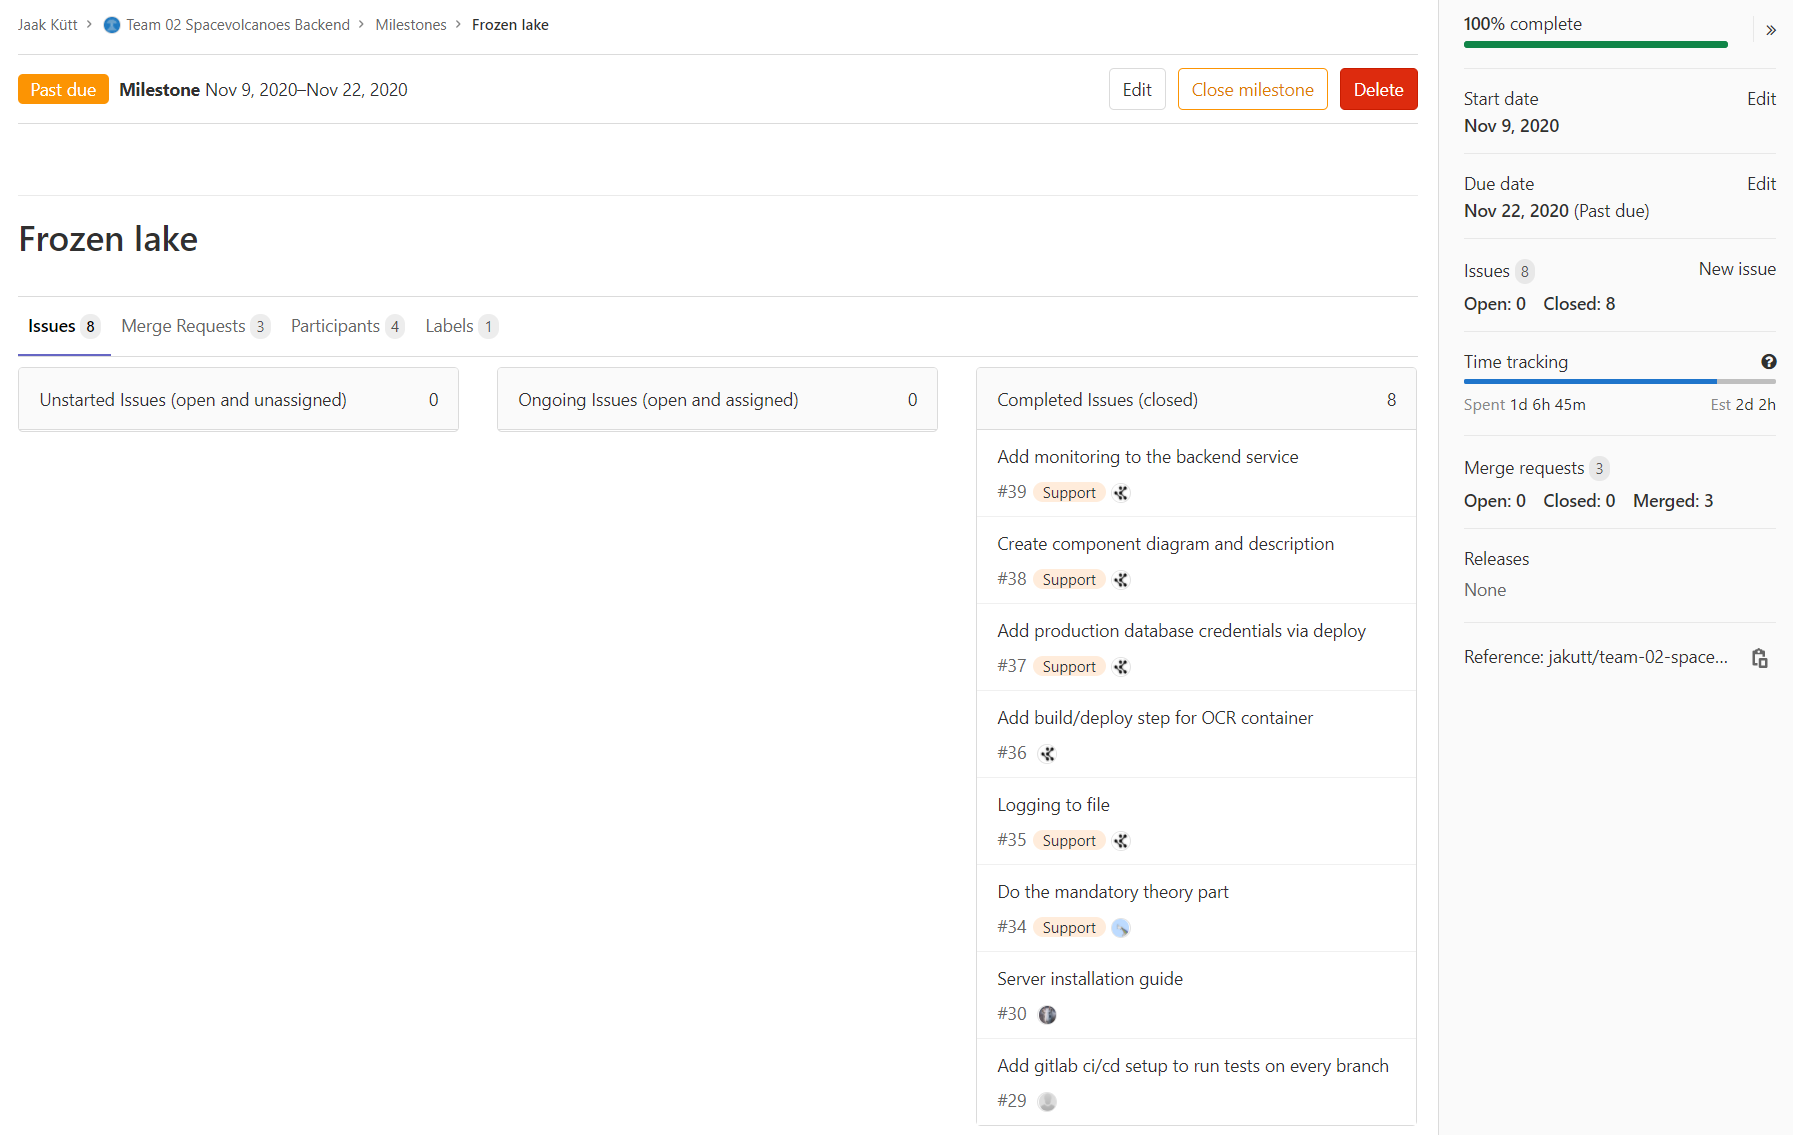 Jaak Kütt > Team 02 Spacevolcanoes Backend > Milestones > Frozen lake
Past due Milestone Nov 9, 2020–Nov 22, 2020 Edit Close milestone Delete
Frozen lake
Issues 8 Merge Requests 3 Participants 4 Labels 1
Unstarted Issues (open and unassigned) 0
Ongoing Issues (open and assigned) 0
Completed Issues (closed) 8
Add monitoring to the backend service
#39 Support
Create component diagram and description
#38 Support
Add production database credentials via deploy
#37 Support
Add build/deploy step for OCR container
#36
Logging to file
#35 Support
Do the mandatory theory part
#34 Support
Server installation guide
#30
Add gitlab ci/cd setup to run tests on every branch
#29
100% complete »
Start date Edit
Nov 9, 2020
Due date Edit
Nov 22, 2020 (Past due)
Issues 8 New issue
Open: 0 Closed: 8
Time tracking ?
Spent 1d 6h 45m Est 2d 2h
Merge requests 3
Open: 0 Closed: 0 Merged: 3
Releases
None
Reference: jakutt/team-02-space...